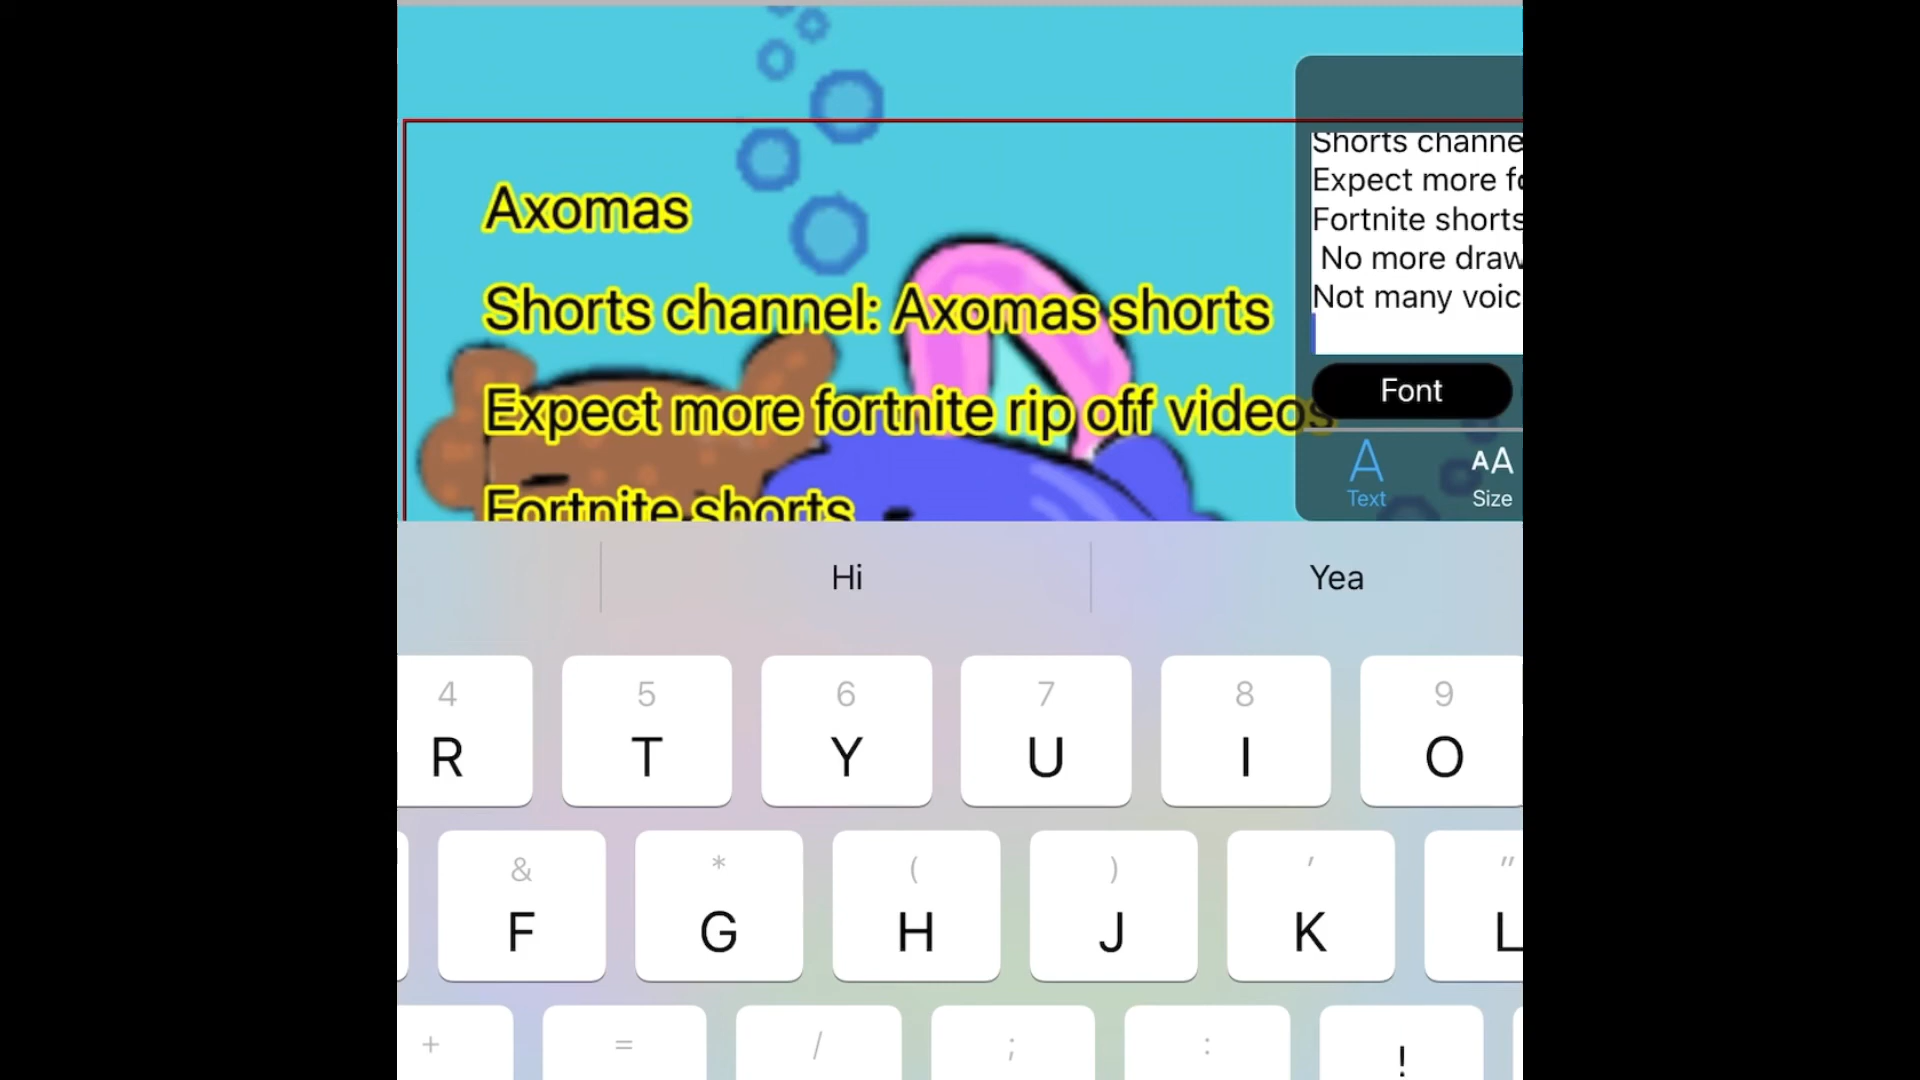 Axomas
Shorts channel: Axomas shorts
Expect more fortnite rip off videos
Fortnite shorts
Shorts channe
Expect more fo
Fortnite shorts
No more draw
Not many voic
Font
A
Text
AA
Size
Hi
Yea
4 5 6 7 8 9
R T Y U I O
& * ( ) ' "
F G H J K L
+ = / ; : !